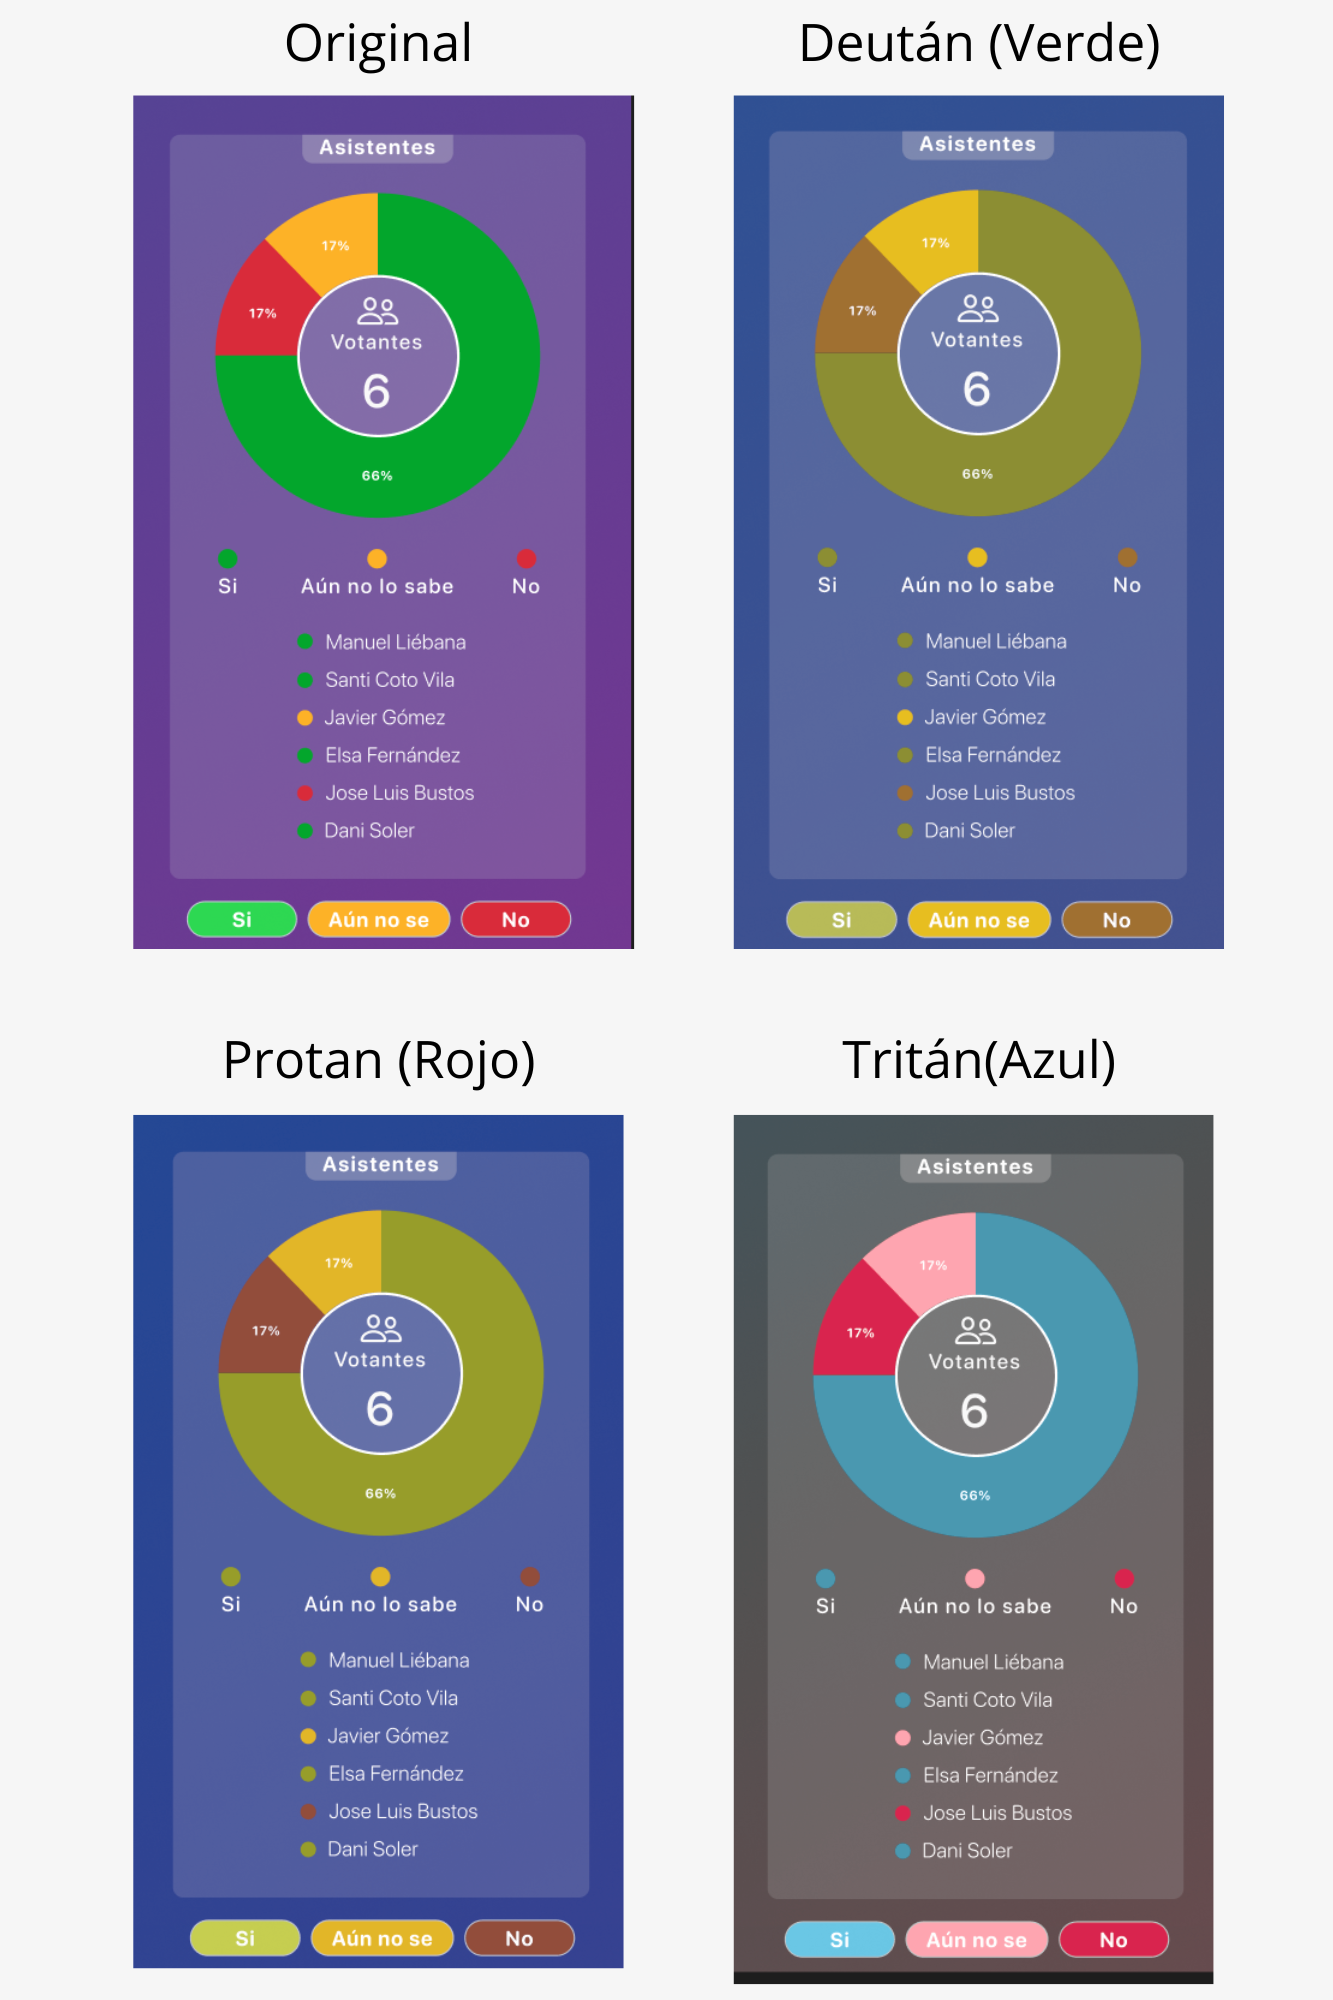 Original
Asistentes
17%
17%
Votantes
6
66%
Si
Aún no lo sabe
No
Manuel Liébana
Santi Coto Vila
Javier Gómez
Elsa Fernández
Jose Luis Bustos
Dani Soler
Si
Aún no se
No
Deután (Verde)
Asistentes
17%
17%
Votantes
6
66%
Si
Aún no lo sabe
No
Manuel Liébana
Santi Coto Vila
Javier Gómez
Elsa Fernández
Jose Luis Bustos
Dani Soler
Si
Aún no se
No
Protan (Rojo)
Asistentes
17%
17%
Votantes
6
66%
Si
Aún no lo sabe
No
Manuel Liébana
Santi Coto Vila
Javier Gómez
Elsa Fernández
Jose Luis Bustos
Dani Soler
Si
Aún no se
No
Tritán(Azul)
Asistentes
17%
17%
Votantes
6
66%
Si
Aún no lo sabe
No
Manuel Liébana
Santi Coto Vila
Javier Gómez
Elsa Fernández
Jose Luis Bustos
Dani Soler
Si
Aún no se
No